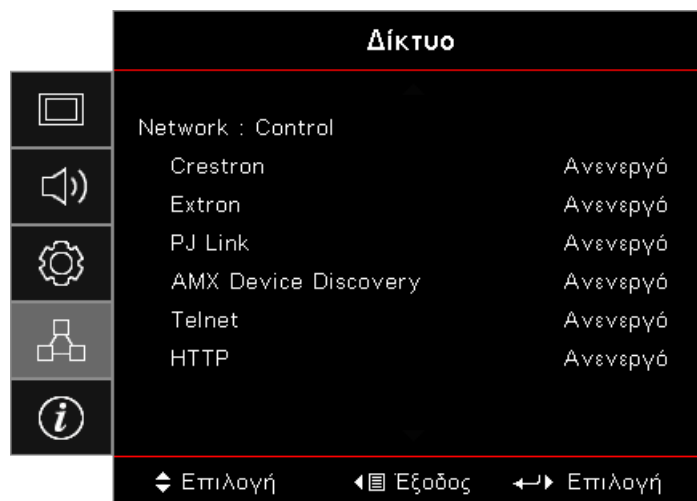 Δίκτυο
Network : Control
Crestron Ανενεργό
Extron Ανενεργό
PJ Link Ανενεργό
AMX Device Discovery Ανενεργό
Telnet Ανενεργό
HTTP Ανενεργό
Επιλογή Έξοδος Επιλογή